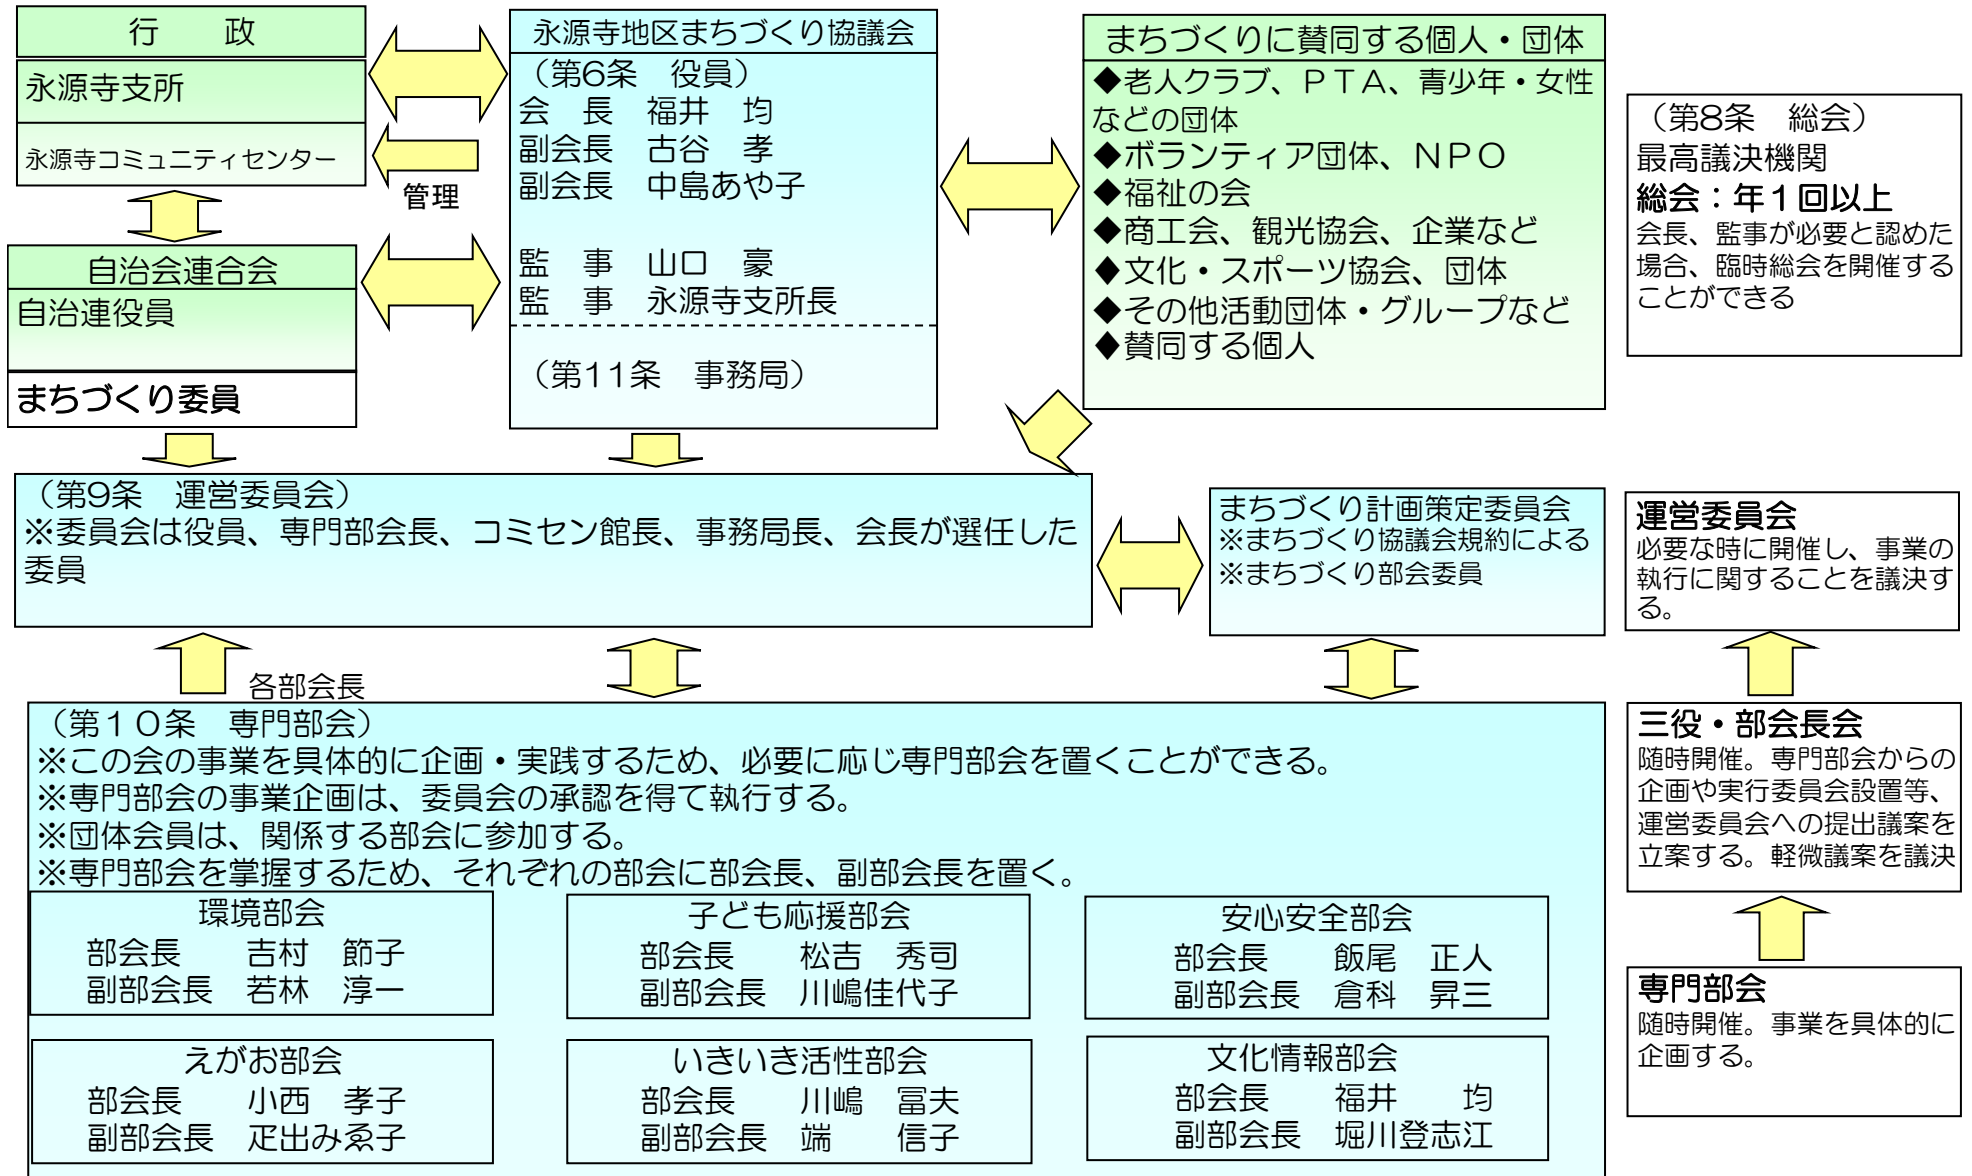 行　　政
永源寺支所
永源寺コミュニティセンター
管理
自治会連合会
自治連役員
まちづくり委員
永源寺地区まちづくり協議会
（第6条　役員）
会　長　福井　均
副会長　古谷　孝
副会長　中島あや子
監　事　山口　豪
監　事　永源寺支所長
（第11条　事務局）
まちづくりに賛同する個人・団体
◆老人クラブ、ＰＴＡ、青少年・女性
などの団体
◆ボランティア団体、ＮＰＯ
◆福祉の会
◆商工会、観光協会、企業など
◆文化・スポーツ協会、団体
◆その他活動団体・グループなど
◆賛同する個人
（第8条　総会）
最高議決機関
総会：年１回以上
会長、監事が必要と認めた
場合、臨時総会を開催する
ことができる
（第9条　運営委員会）
※委員会は役員、専門部会長、コミセン館長、事務局長、会長が選任した
委員
まちづくり計画策定委員会
※まちづくり協議会規約による
※まちづくり部会委員
運営委員会
必要な時に開催し、事業の
執行に関することを議決す
る。
各部会長
（第１０条　専門部会）
※この会の事業を具体的に企画・実践するため、必要に応じ専門部会を置くことができる。
※専門部会の事業企画は、委員会の承認を得て執行する。
※団体会員は、関係する部会に参加する。
※専門部会を掌握するため、それぞれの部会に部会長、副部会長を置く。
環境部会
部会長　　吉村　節子
副部会長　若林　淳一
子ども応援部会
部会長　　松吉　秀司
副部会長　川嶋佳代子
安心安全部会
部会長　　飯尾　正人
副部会長　倉科　昇三
えがお部会
部会長　　小西　孝子
副部会長　疋出みゑ子
いきいき活性部会
部会長　　川嶋　冨夫
副部会長　端　　信子
文化情報部会
部会長　　福井　　均
副部会長　堀川登志江
三役・部会長会
随時開催。専門部会からの
企画や実行委員会設置等、
運営委員会への提出議案を
立案する。軽微議案を議決
専門部会
随時開催。事業を具体的に
企画する。